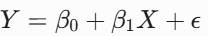 Y = β₀ + β₁X + ϵ